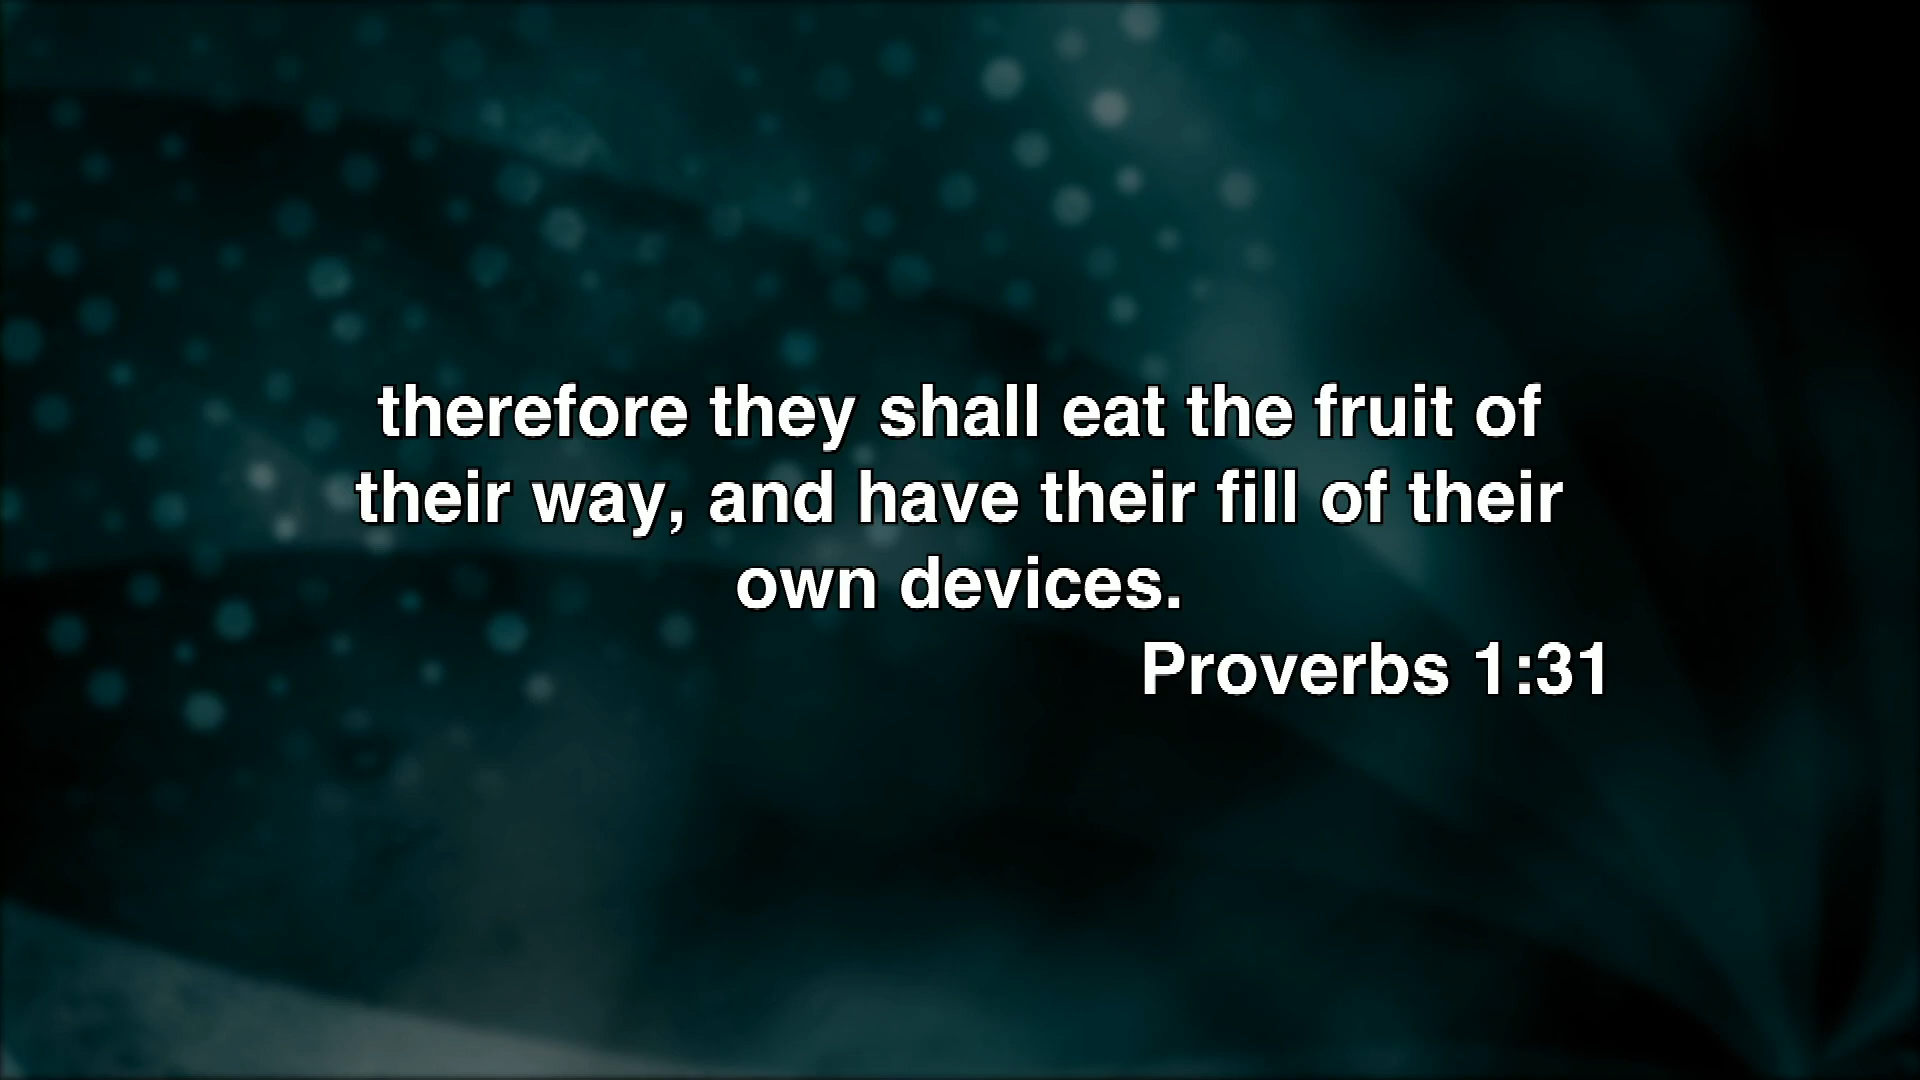 therefore they shall eat the fruit of
their way, and have their fill of their
own devices.
Proverbs 1:31